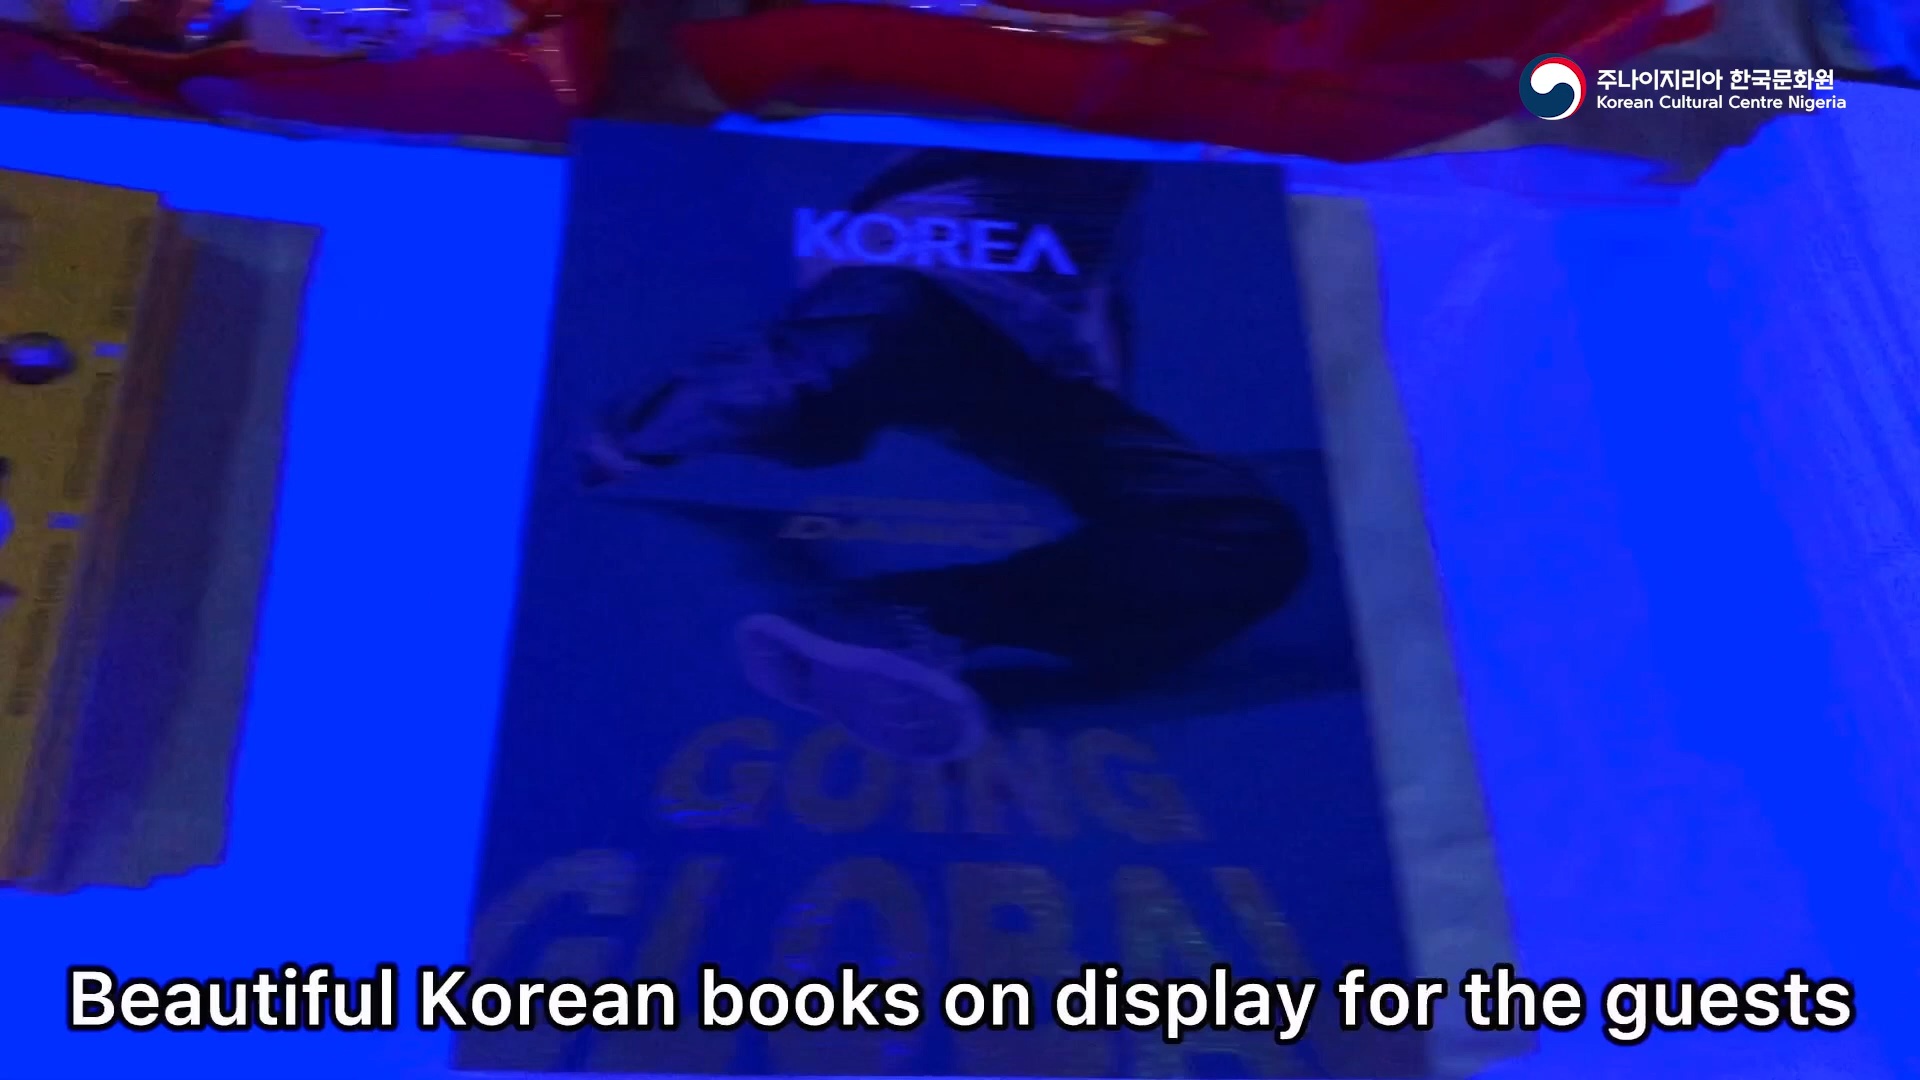 주나이지리아 한국문화원
Korean Cultural Centre Nigeria
KOREA
GOING
GLOBAL
Beautiful Korean books on display for the guests